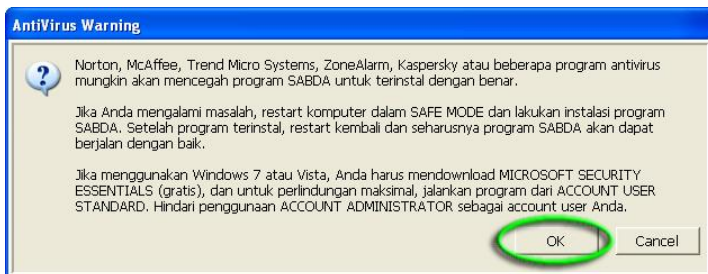 AntiVirus Warning
Norton, McAffee, Trend Micro Systems, ZoneAlarm, Kaspersky atau beberapa program antivirus
mungkin akan mencegah program SABDA untuk terinstal dengan benar.
Jika Anda mengalami masalah, restart komputer dalam SAFE MODE dan lakukan instalasi program
SABDA. Setelah program terinstal, restart kembali dan seharusnya program SABDA akan dapat
berjalan dengan baik.
Jika menggunakan Windows 7 atau Vista, Anda harus mendownload MICROSOFT SECURITY
ESSENTIALS (gratis), dan untuk perlindungan maksimal, jalankan program dari ACCOUNT USER
STANDARD. Hindari penggunaan ACCOUNT ADMINISTRATOR sebagai account user Anda.
OK Cancel